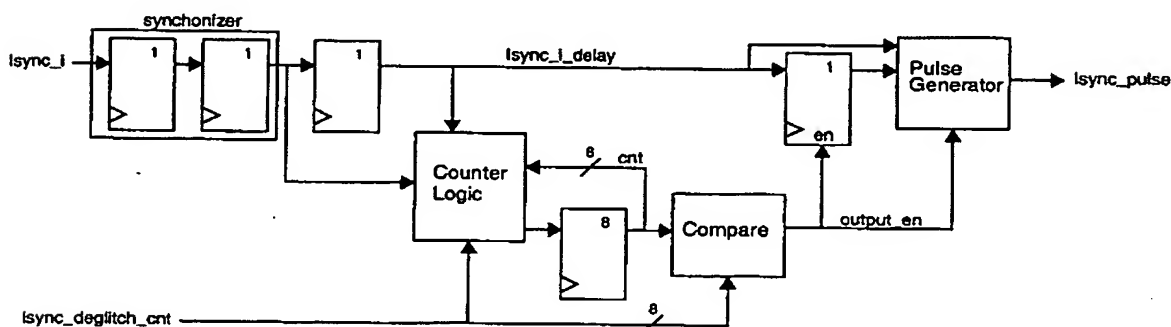 synchonizer
lsync_i
1
1
1
lsync_i_delay
1
en
Pulse
Generator
lsync_pulse
Counter
Logic
8
cnt
8
Compare
output_en
lsync_deglitch_cnt
8